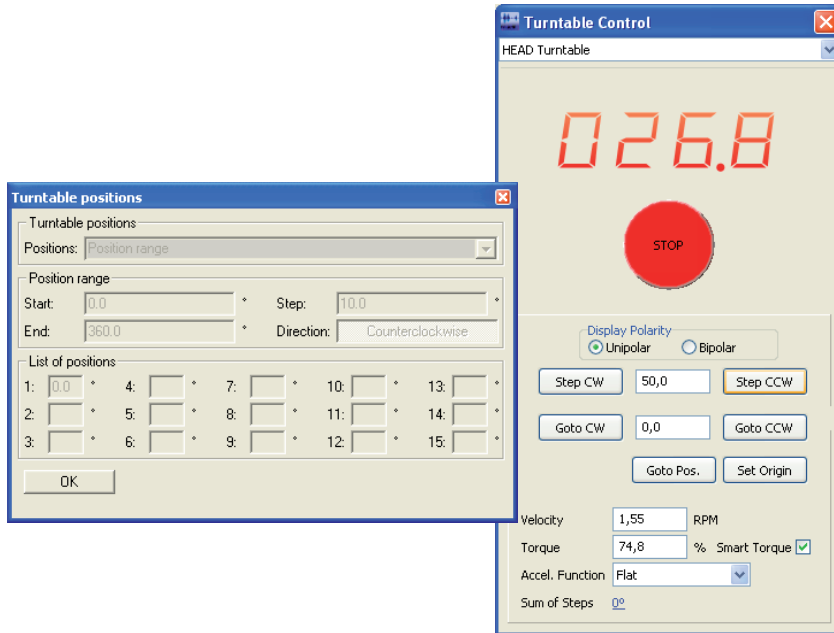 Turntable Control
HEAD Turntable
026.8
STOP
Display Polarity
Unipolar Bipolar
Step CW 50,0 Step CCW
Goto CW 0,0 Goto CCW
Goto Pos. Set Origin
Velocity 1,55 RPM
Torque 74,8 % Smart Torque
Accel. Function Flat
Sum of Steps 0º
Turntable positions
Turntable positions
Positions: Position range
Position range
Start: 0.0 ° Step: 10.0 °
End: 360.0 ° Direction: Counterclockwise
List of positions
1: 0.0 ° 4: ° 7: ° 10: ° 13: °
2: ° 5: ° 8: ° 11: ° 14: °
3: ° 6: ° 9: ° 12: ° 15: °
OK